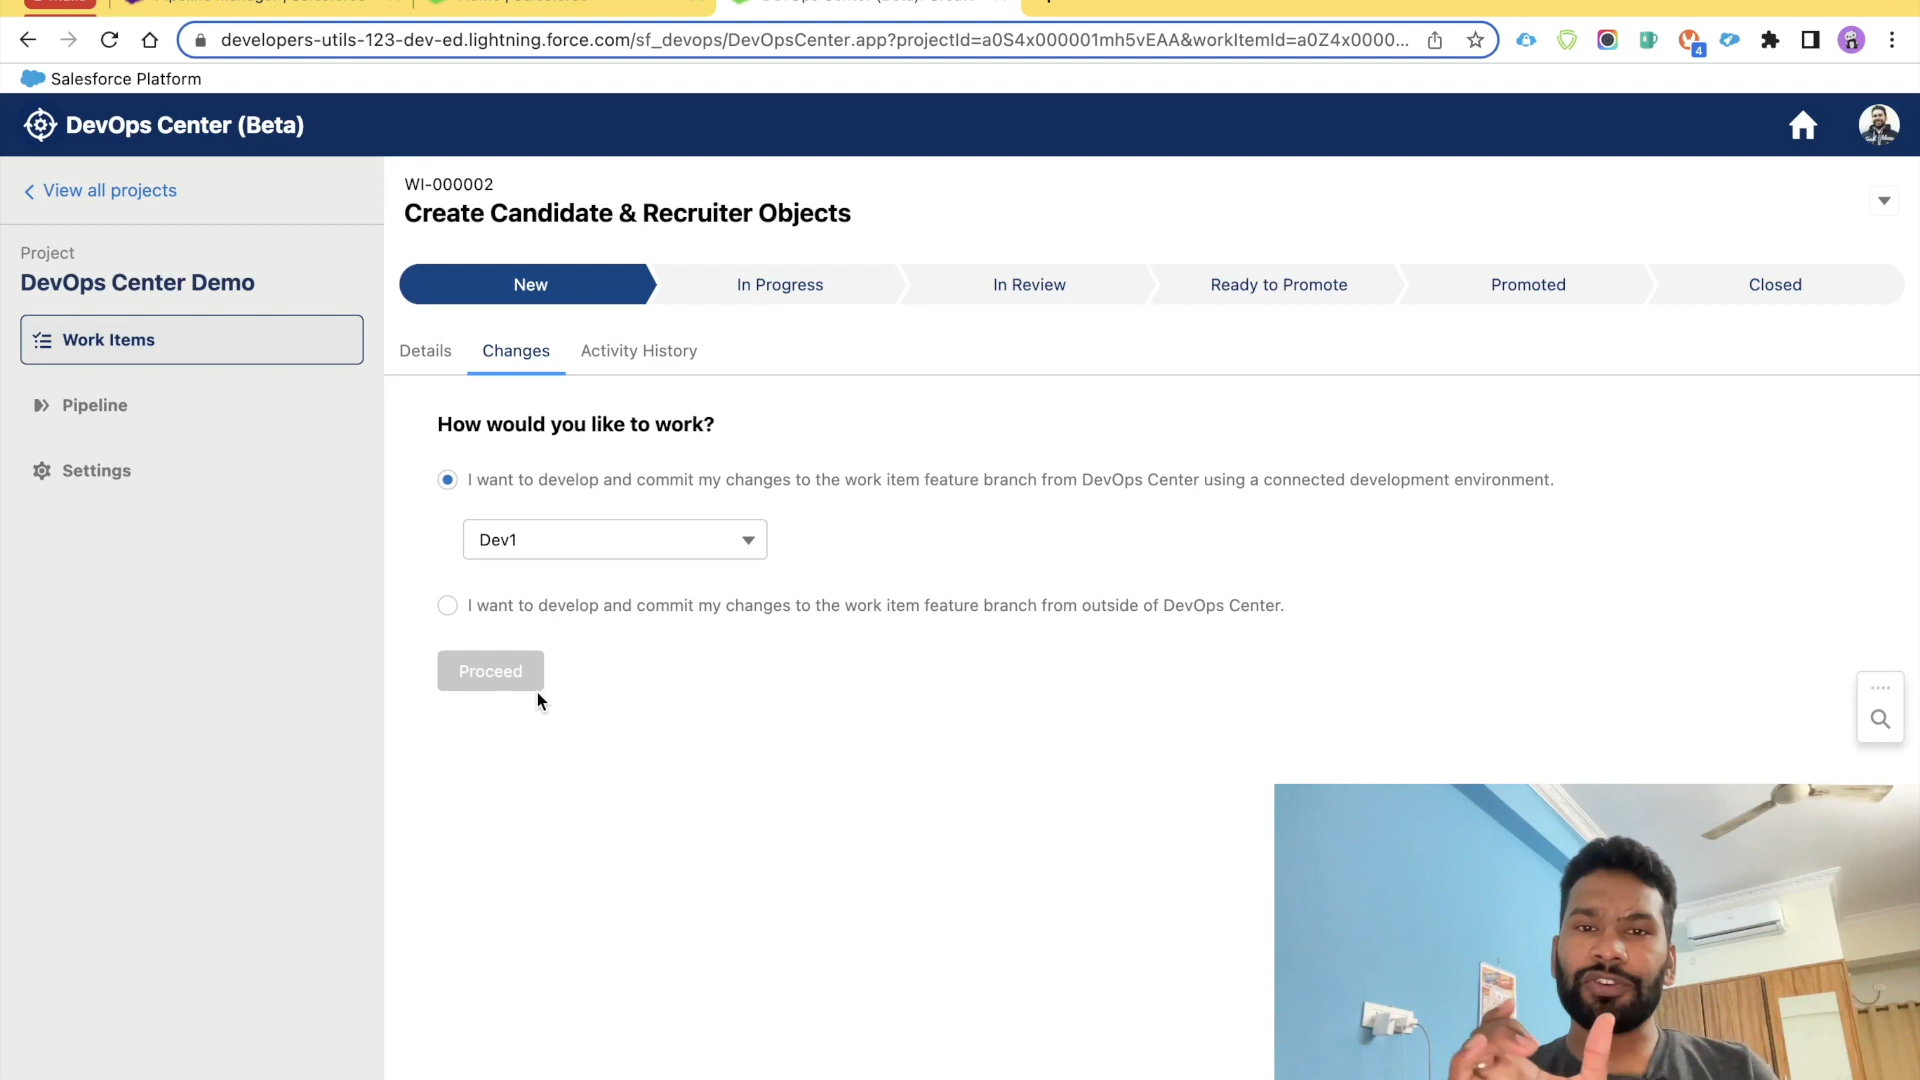 developers-utils-123-dev-ed.lightning.force.com/sf_devops/DevOpsCenter.app?projectId=a0S4x000001mh5vEAA&workItemId=a0Z4x0000...
4
Salesforce Platform
DevOps Center (Beta)
View all projects
WI-000002
Create Candidate & Recruiter Objects
Project
DevOps Center Demo
New
In Progress
In Review
Ready to Promote
Promoted
Closed
Work Items
Details
Changes
Activity History
Pipeline
How would you like to work?
Settings
I want to develop and commit my changes to the work item feature branch from DevOps Center using a connected development environment.
Dev1
I want to develop and commit my changes to the work item feature branch from outside of DevOps Center.
Proceed